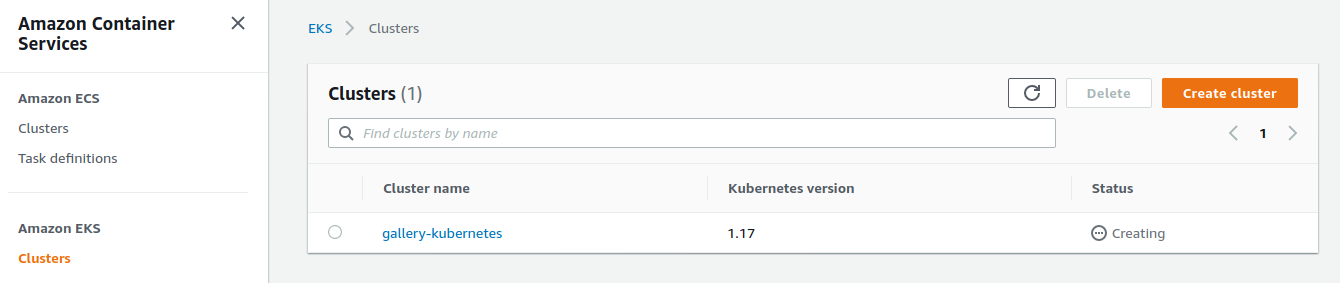 Amazon Container
Services
Amazon ECS
Clusters
Task definitions
Amazon EKS
Clusters
EKS Clusters
Clusters (1)
Delete
Create cluster
Find clusters by name
1
Cluster name Kubernetes version Status
gallery-kubernetes 1.17 Creating